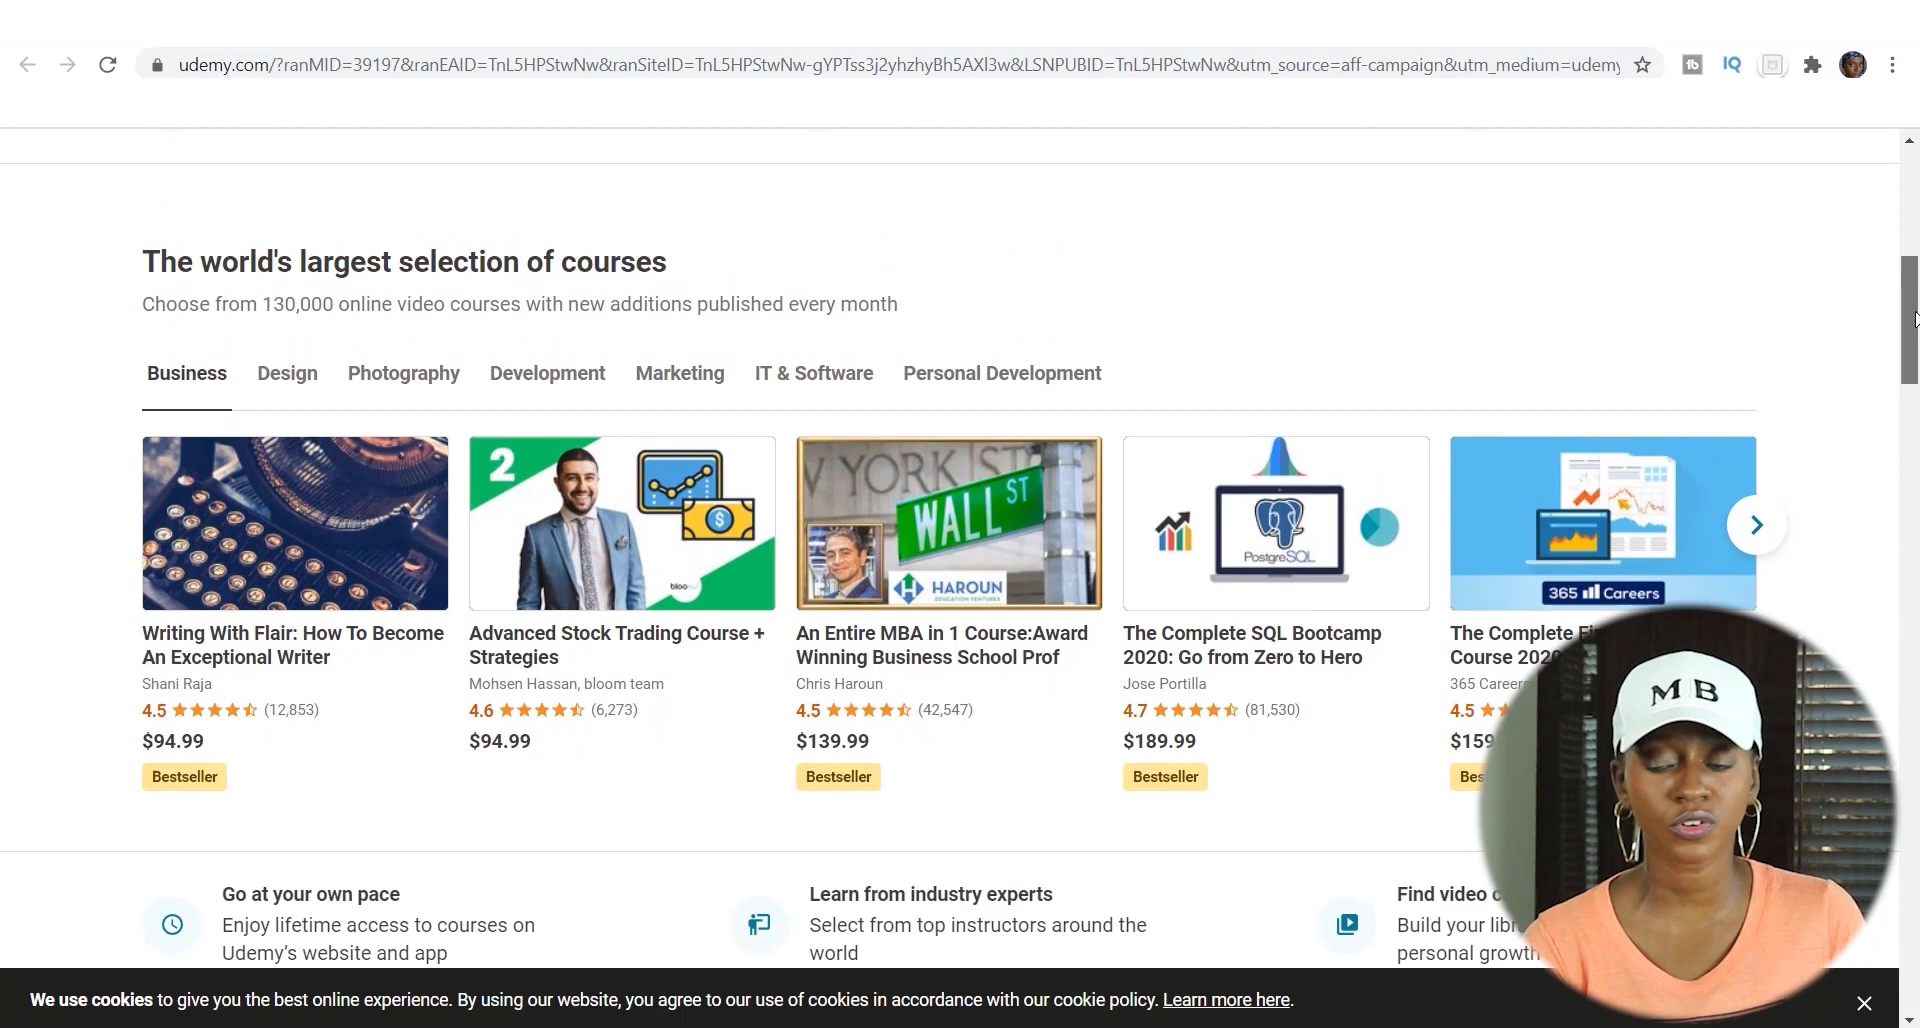 udemy.com/?ranMID=39197&ranEAID=TnL5HPStwNw&ranSiteID=TnL5HPStwNw-gYPTss3j2yhzhyBh5AXl3w&LSNPUBID=TnL5HPStwNw&utm_source=aff-campaign&utm_medium=udemy
IQ
The world's largest selection of courses
Choose from 130,000 online video courses with new additions published every month
Business Design Photography Development Marketing IT & Software Personal Development
2
WALL ST
HAROUN
EDUCATION VENTURES
PostgreSQL
365 Careers
Writing With Flair: How To Become
An Exceptional Writer
Shani Raja
4.5 (12,853)
$94.99
Bestseller
Advanced Stock Trading Course +
Strategies
Mohsen Hassan, bloom team
4.6 (6,273)
$94.99
An Entire MBA in 1 Course:Award
Winning Business School Prof
Chris Haroun
4.5 (42,547)
$139.99
Bestseller
The Complete SQL Bootcamp
2020: Go from Zero to Hero
Jose Portilla
4.7 (81,530)
$189.99
Bestseller
The Complete
Course 2020
365 Careers
4.5
$159
Bes
MB
Go at your own pace
Enjoy lifetime access to courses on
Udemy’s website and app
Learn from industry experts
Select from top instructors around the
world
Find video
Build your
personal growth
We use cookies to give you the best online experience. By using our website, you agree to our use of cookies in accordance with our cookie policy. Learn more here.